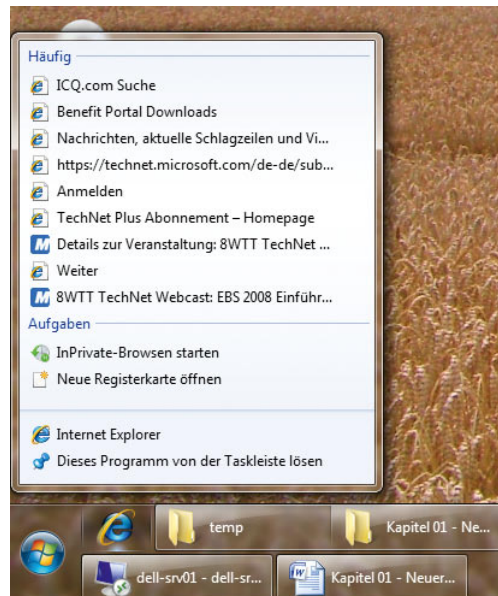 Häufig
ICQ.com Suche
Benefit Portal Downloads
Nachrichten, aktuelle Schlagzeilen und Vi...
https://technet.microsoft.com/de-de/sub...
Anmelden
TechNet Plus Abonnement – Homepage
Details zur Veranstaltung: 8WTT TechNet ...
Weiter
8WTT TechNet Webcast: EBS 2008 Einführ...
Aufgaben
InPrivate-Browsen starten
Neue Registerkarte öffnen
Internet Explorer
Dieses Programm von der Taskleiste lösen
temp
Kapitel 01 - Ne...
dell-srv01 - dell-sr...
Kapitel 01 - Neuer...